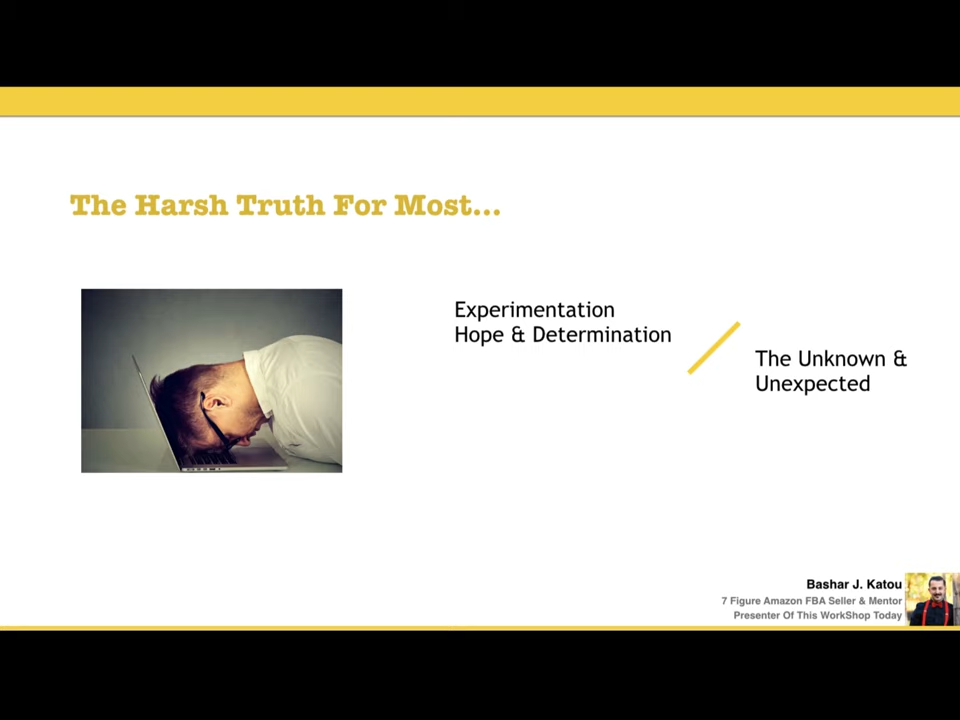 The Harsh Truth For Most...
Experimentation
Hope & Determination
The Unknown &
Unexpected
Bashar J. Katou
7 Figure Amazon FBA Seller & Mentor
Presenter Of This WorkShop Today